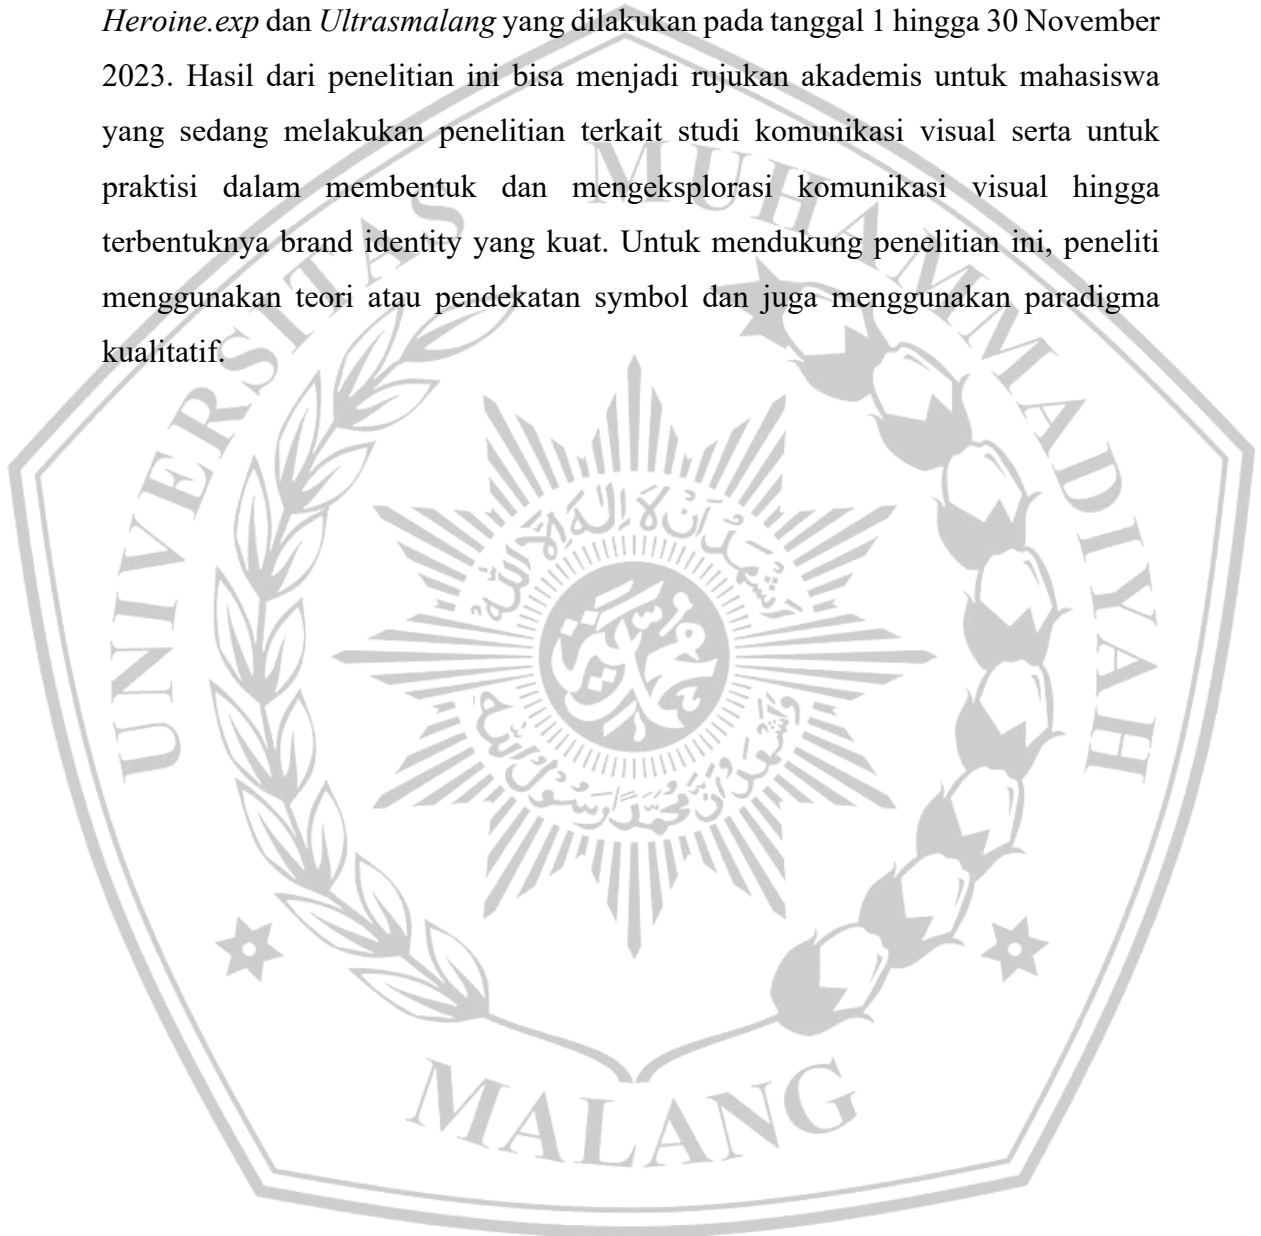 Heroine.exp dan Ultrasmalang yang dilakukan pada tanggal 1 hingga 30 November
2023. Hasil dari penelitian ini bisa menjadi rujukan akademis untuk mahasiswa
yang sedang melakukan penelitian terkait studi komunikasi visual serta untuk
praktisi dalam membentuk dan mengeksplorasi komunikasi visual hingga
terbentuknya brand identity yang kuat. Untuk mendukung penelitian ini, peneliti
menggunakan teori atau pendekatan symbol dan juga menggunakan paradigma
kualitatif.
UNIVERSITAS MUHAMMADIYAH
MALANG